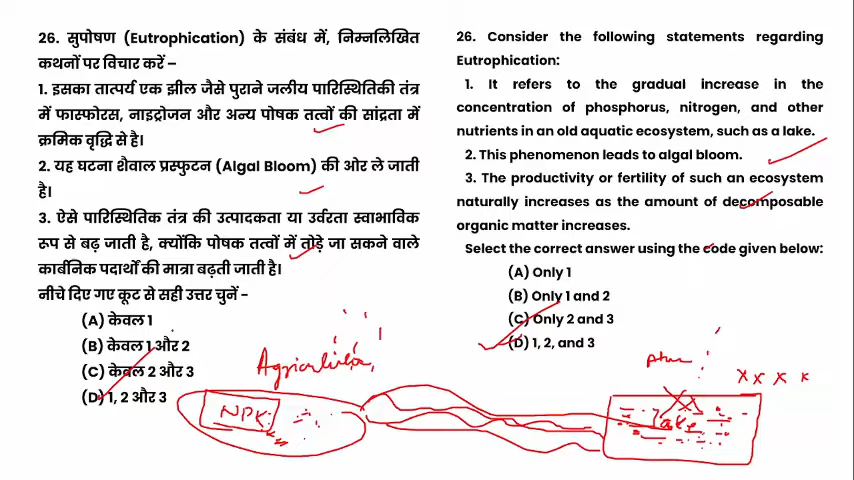 26. सुपोषण (Eutrophication) के संबंध में, निम्नलिखित
कथनों पर विचार करें –
1. इसका तात्पर्य एक झील जैसे पुराने जलीय पारिस्थितिकी तंत्र
में फास्फोरस, नाइट्रोजन और अन्य पोषक तत्वों की सांद्रता में
क्रमिक वृद्धि से है।
2. यह घटना शैवाल प्रस्फुटन (Algal Bloom) की ओर ले जाती
है।
3. ऐसे पारिस्थितिक तंत्र की उत्पादकता या उर्वरता स्वाभाविक
रूप से बढ़ जाती है, क्योंकि पोषक तत्वों में तोड़े जा सकने वाले
कार्बनिक पदार्थों की मात्रा बढ़ती जाती है।
नीचे दिए गए कूट से सही उत्तर चुनें -
(A) केवल 1
(B) केवल 1 और 2
(C) केवल 2 और 3
(D) 1, 2 और 3
26. Consider the following statements regarding
Eutrophication:
1. It refers to the gradual increase in the
concentration of phosphorus, nitrogen, and other
nutrients in an old aquatic ecosystem, such as a lake.
2. This phenomenon leads to algal bloom.
3. The productivity or fertility of such an ecosystem
naturally increases as the amount of decomposable
organic matter increases.
Select the correct answer using the code given below:
(A) Only 1
(B) Only 1 and 2
(C) Only 2 and 3
(D) 1, 2, and 3
NPK
Lake